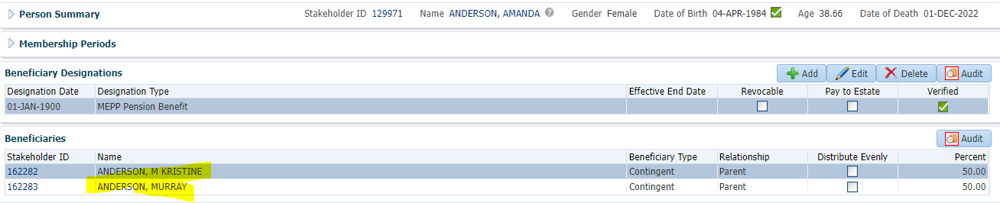 Person Summary Stakeholder ID 129971 Name ANDERSON, AMANDA ? Gender Female Date of Birth 04-APR-1984 Age 38.66 Date of Death 01-DEC-2022
Membership Periods
Beneficiary Designations Add Edit Delete Audit
Designation Date Designation Type Effective End Date Revocable Pay to Estate Verified
01-JAN-1900 MEPP Pension Benefit
Beneficiaries Audit
Stakeholder ID Name Beneficiary Type Relationship Distribute Evenly Percent
162282 ANDERSON, M KRISTINE Contingent Parent 50.00
162283 ANDERSON, MURRAY Contingent Parent 50.00